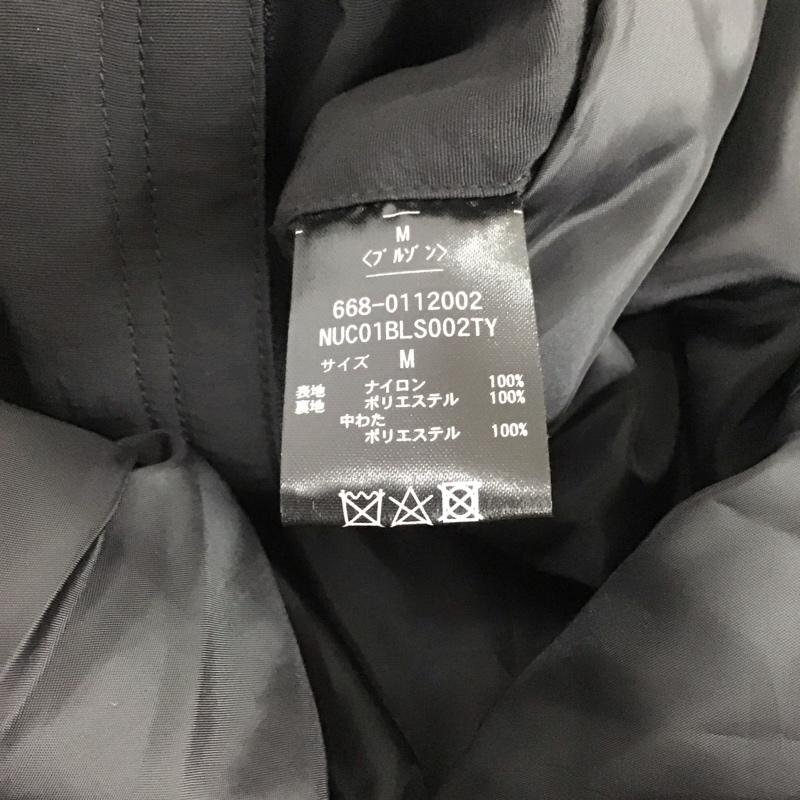 M
<ブルゾン>
668-0112002
NUC01BLS002TY
サイズ M
表地 ナイロン 100%
裏地 ポリエステル 100%
中わた
ポリエステル 100%